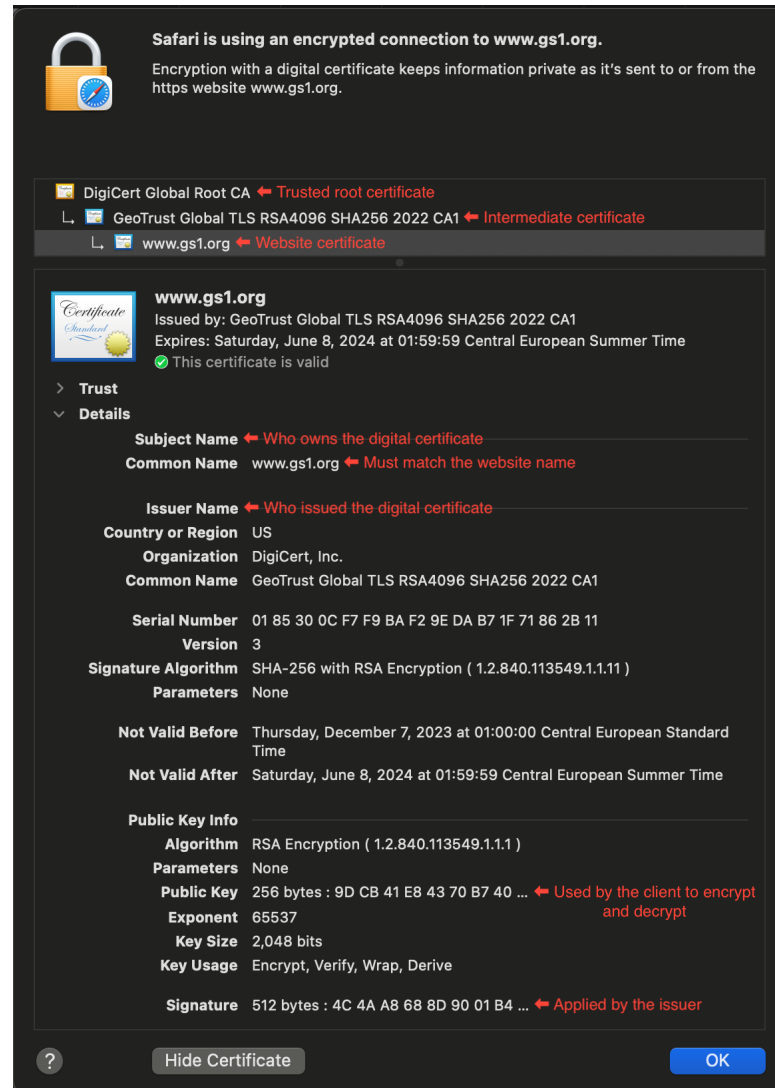 Safari is using an encrypted connection to www.gs1.org.
Encryption with a digital certificate keeps information private as it’s sent to or from the
https website www.gs1.org.
DigiCert Global Root CA Trusted root certificate
GeoTrust Global TLS RSA4096 SHA256 2022 CA1 Intermediate certificate
www.gs1.org Website certificate
Certificate
Standard
www.gs1.org
Issued by: GeoTrust Global TLS RSA4096 SHA256 2022 CA1
Expires: Saturday, June 8, 2024 at 01:59:59 Central European Summer Time
This certificate is valid
Trust
Details
Subject Name Who owns the digital certificate
Common Name www.gs1.org Must match the website name
Issuer Name Who issued the digital certificate
Country or Region US
Organization DigiCert, Inc.
Common Name GeoTrust Global TLS RSA4096 SHA256 2022 CA1
Serial Number 01 85 30 0C F7 F9 BA F2 9E DA B7 1F 71 86 2B 11
Version 3
Signature Algorithm SHA-256 with RSA Encryption ( 1.2.840.113549.1.1.11 )
Parameters None
Not Valid Before Thursday, December 7, 2023 at 01:00:00 Central European Standard
Time
Not Valid After Saturday, June 8, 2024 at 01:59:59 Central European Summer Time
Public Key Info
Algorithm RSA Encryption ( 1.2.840.113549.1.1.1 )
Parameters None
Public Key 256 bytes : 9D CB 41 E8 43 70 B7 40 ... Used by the client to encrypt
and decrypt
Exponent 65537
Key Size 2,048 bits
Key Usage Encrypt, Verify, Wrap, Derive
Signature 512 bytes : 4C 4A A8 68 8D 90 01 B4 ... Applied by the issuer
? Hide Certificate OK